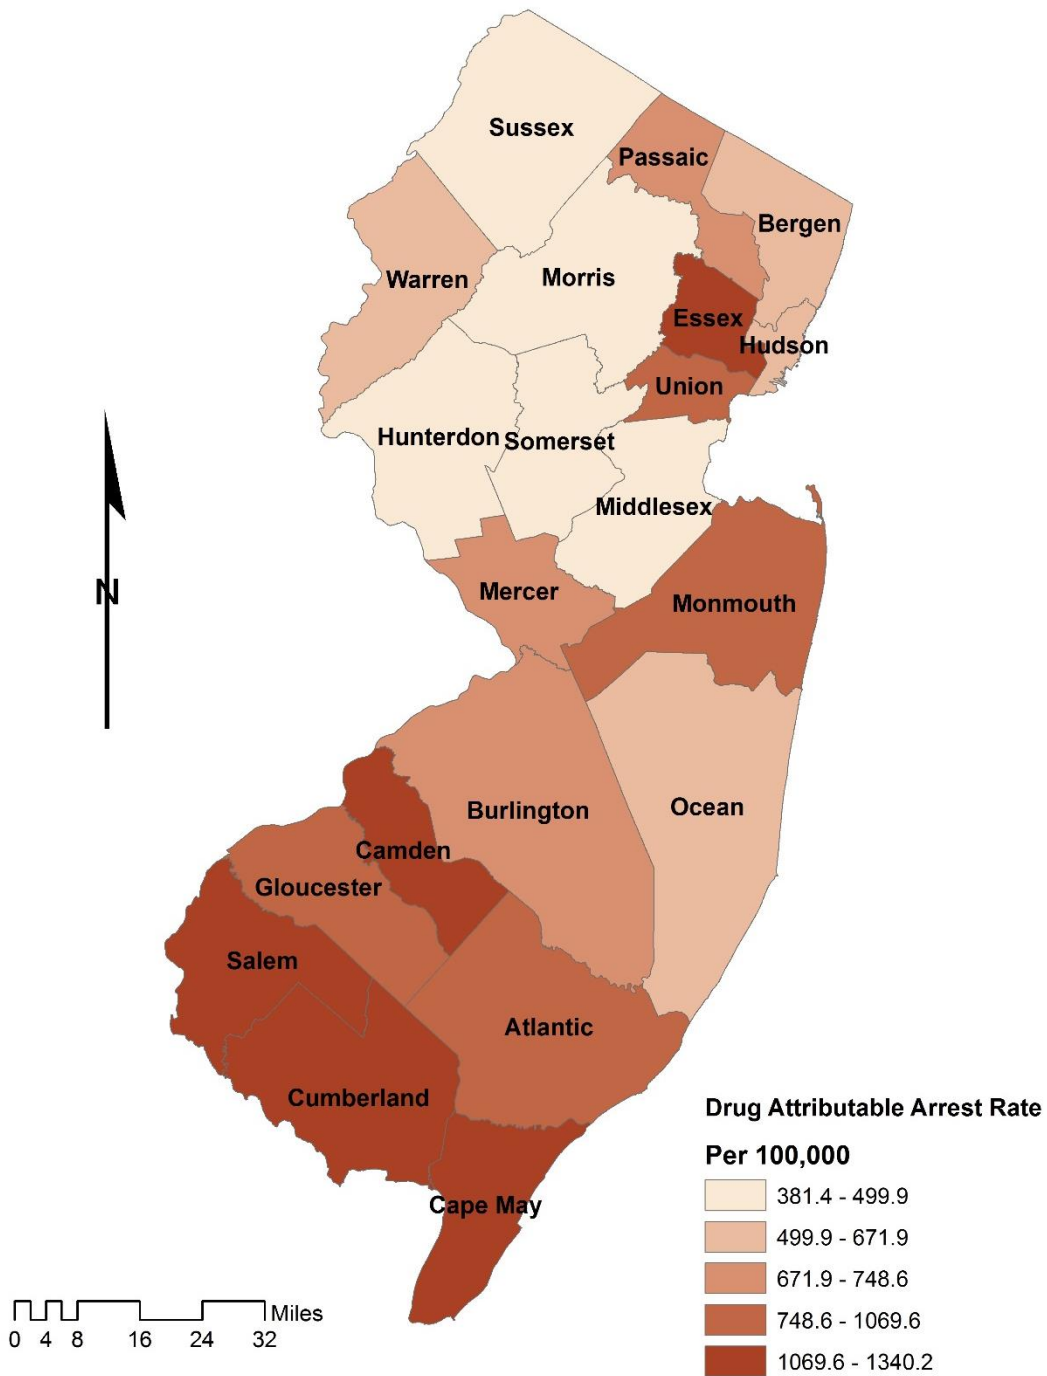 Sussex
Passaic
Bergen
Warren
Morris
Essex
Hudson
Union
Hunterdon
Somerset
Middlesex
N
Mercer
Monmouth
Burlington
Ocean
Camden
Gloucester
Salem
Atlantic
Cumberland
Cape May
Drug Attributable Arrest Rate
Per 100,000
381.4 - 499.9
499.9 - 671.9
671.9 - 748.6
748.6 - 1069.6
1069.6 - 1340.2
Miles
0 4 8 16 24 32